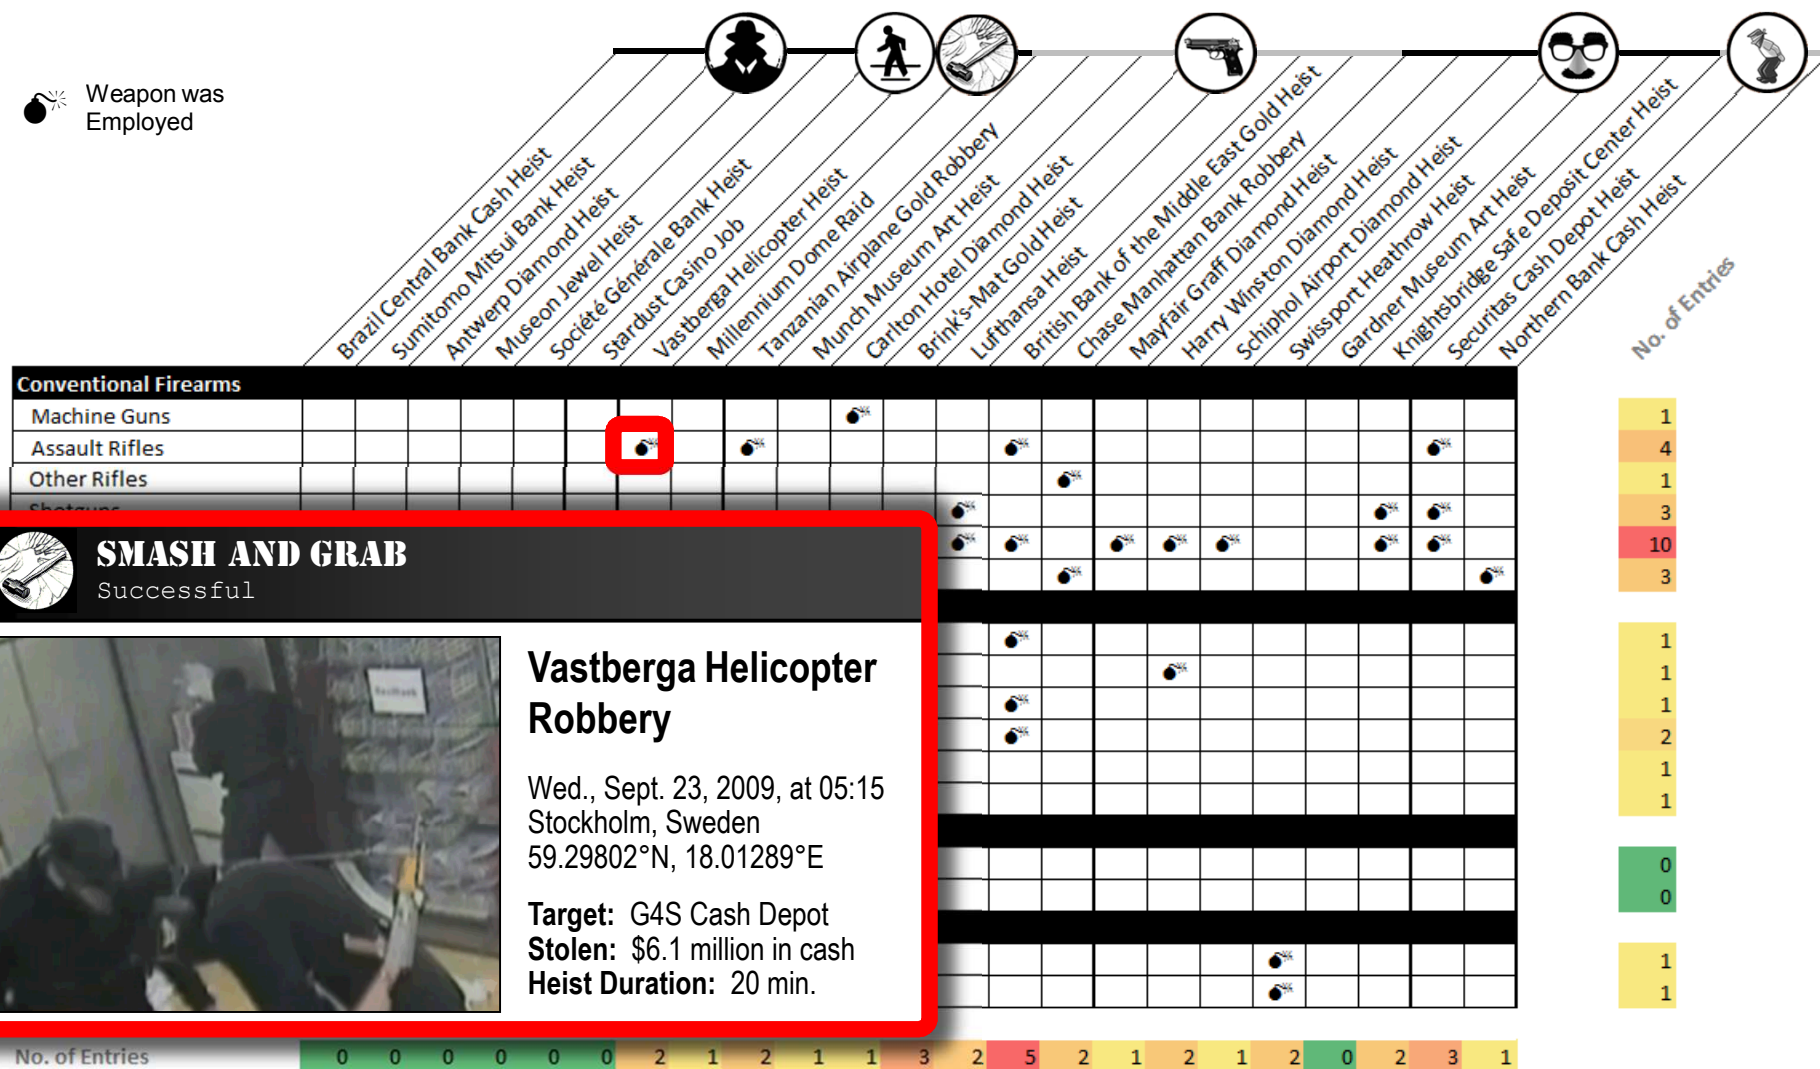 Weapon was
Employed
Brazil Central Bank Cash Heist
Sumitomo Mitsui Bank Heist
Antwerp Diamond Heist
Museon Jewel Heist
Société Générale Bank Heist
Stardust Casino Job
Vastberga Helicopter Heist
Millennium Dome Raid
Tanzanian Airplane Gold Robbery
Munch Museum Art Heist
Carlton Hotel Diamond Heist
Brink's-Mat Gold Heist
Lufthansa Heist
British Bank of the Middle East Gold Heist
Chase Manhattan Bank Robbery
Mayfair Graff Diamond Heist
Harry Winston Diamond Heist
Schiphol Airport Diamond Heist
Swissport Heathrow Heist
Gardner Museum Art Heist
Knightsbridge Safe Deposit Center Heist
Securitas Cash Depot Heist
Northern Bank Cash Heist
No. of Entries
Conventional Firearms
Machine Guns 1
Assault Rifles 4
Other Rifles 1
Shotguns 3
10
3
SMASH AND GRAB
Successful
Vastberga Helicopter
Robbery
Wed., Sept. 23, 2009, at 05:15
Stockholm, Sweden
59.29802°N, 18.01289°E
Target: G4S Cash Depot
Stolen: $6.1 million in cash
Heist Duration: 20 min.
1
1
1
2
1
1
0
0
1
1
No. of Entries 0 0 0 0 0 0 2 1 2 1 1 3 2 5 2 1 2 1 2 0 2 3 1